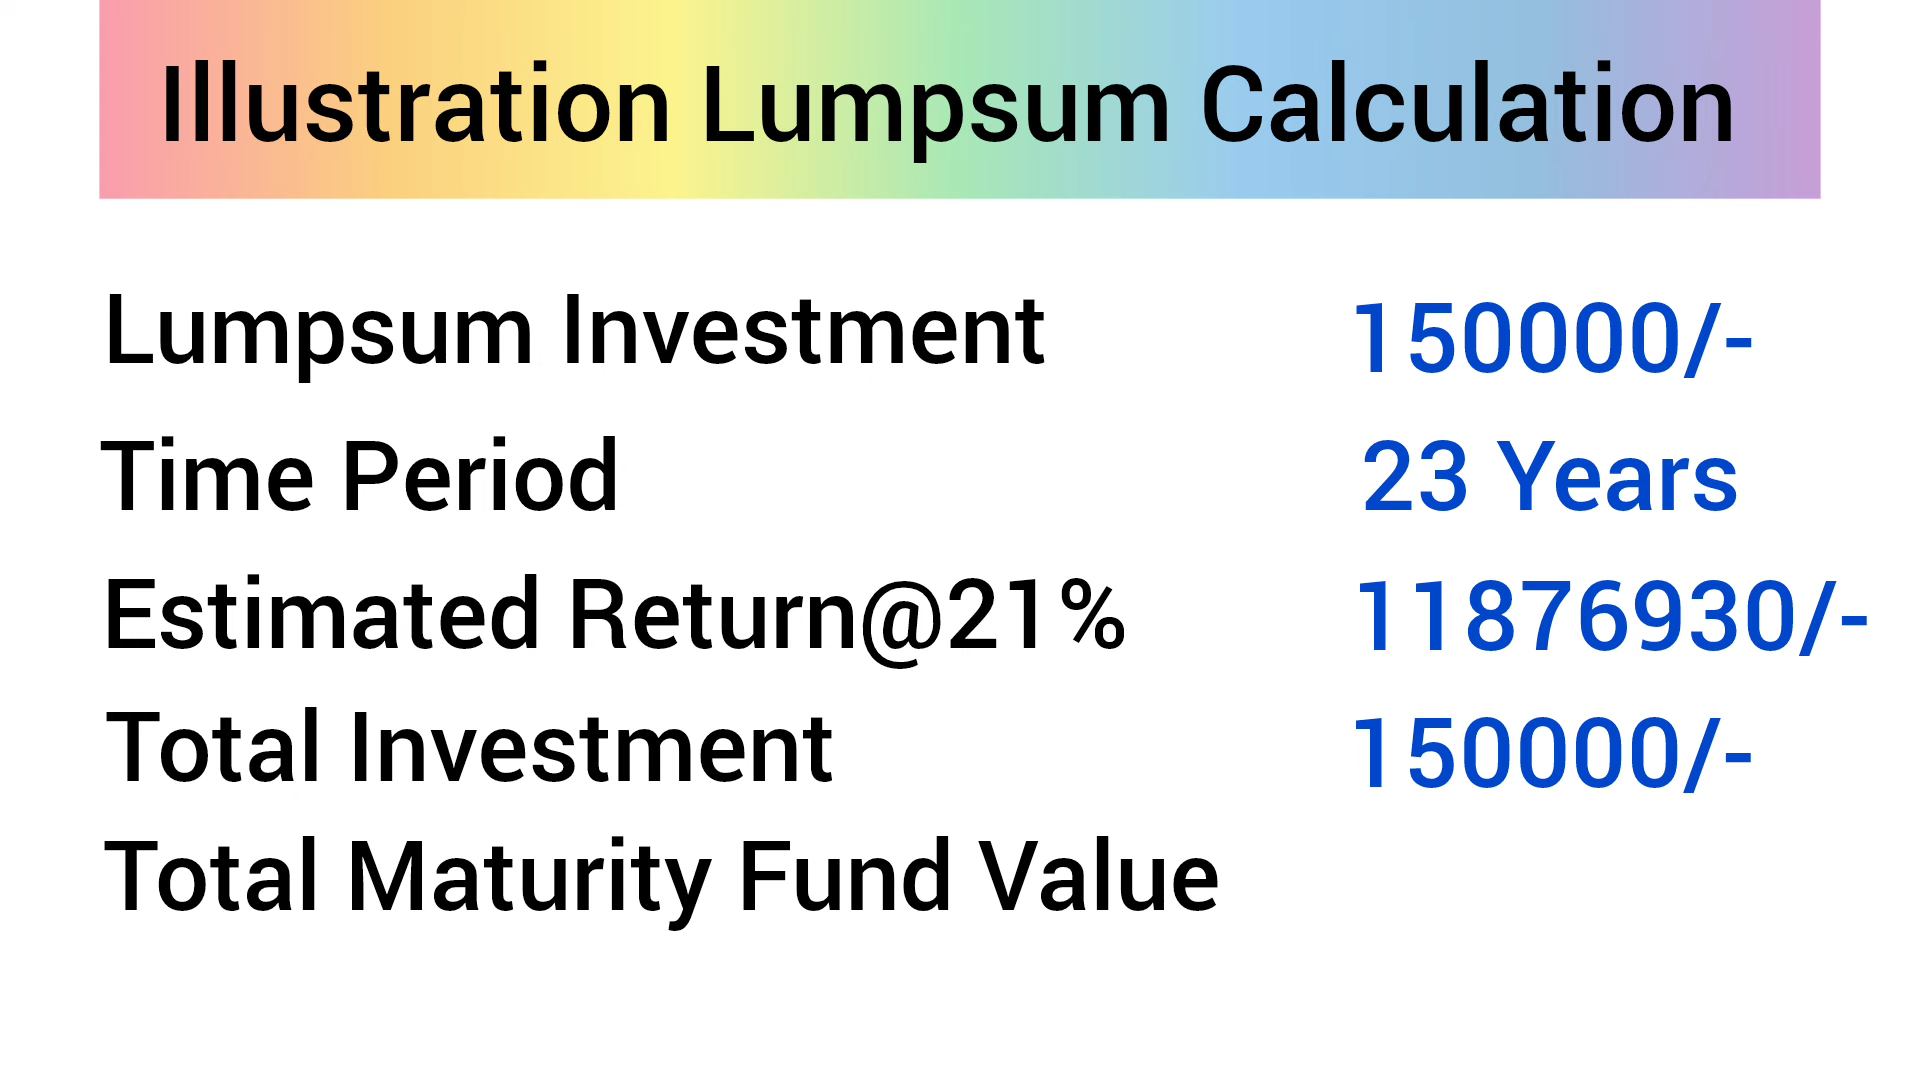 Illustration Lumpsum Calculation
Lumpsum Investment 150000/-
Time Period 23 Years
Estimated Return@21% 11876930/-
Total Investment 150000/-
Total Maturity Fund Value